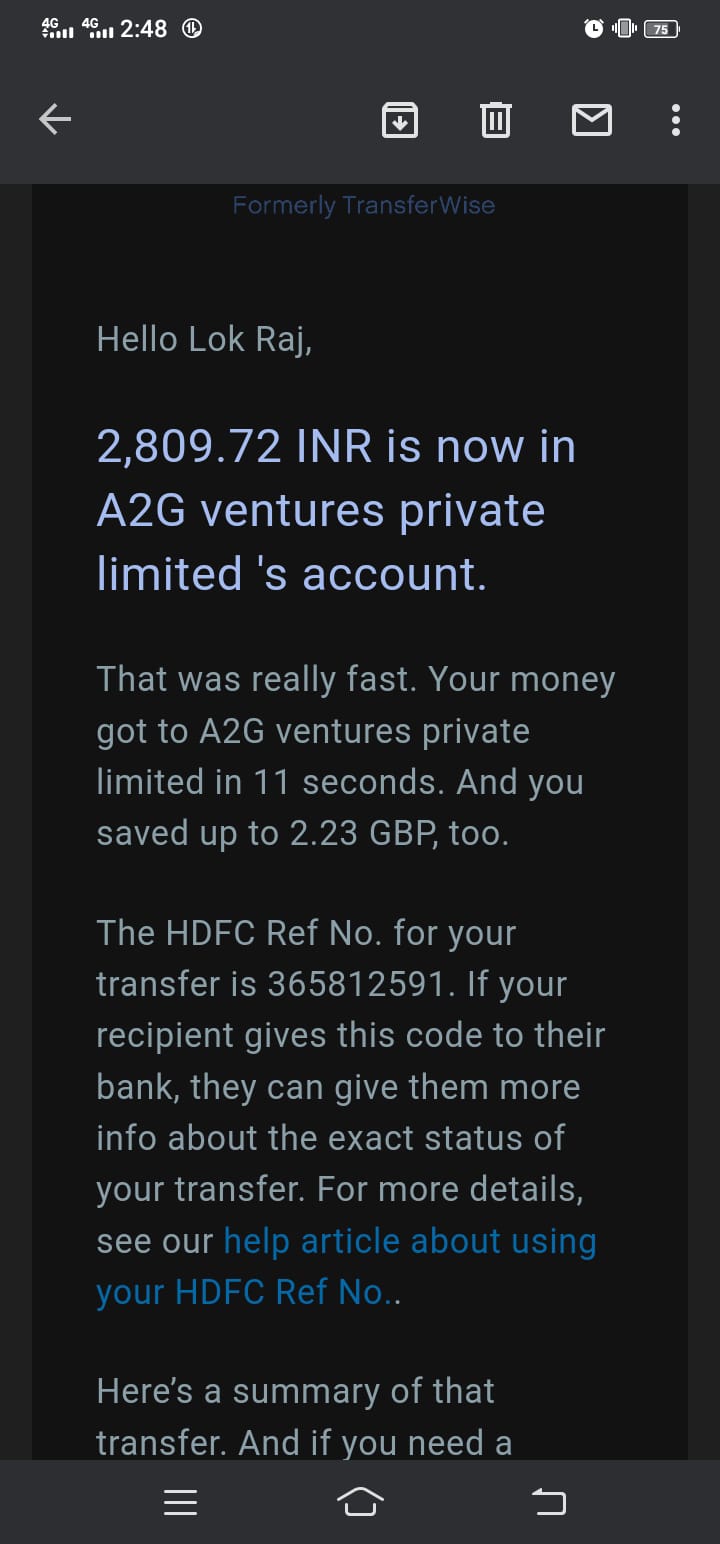 4G 4G 2:48 75
Formerly TransferWise
Hello Lok Raj,
2,809.72 INR is now in
A2G ventures private
limited 's account.
That was really fast. Your money
got to A2G ventures private
limited in 11 seconds. And you
saved up to 2.23 GBP, too.
The HDFC Ref No. for your
transfer is 365812591. If your
recipient gives this code to their
bank, they can give them more
info about the exact status of
your transfer. For more details,
see our help article about using
your HDFC Ref No..
Here’s a summary of that
transfer. And if you need a